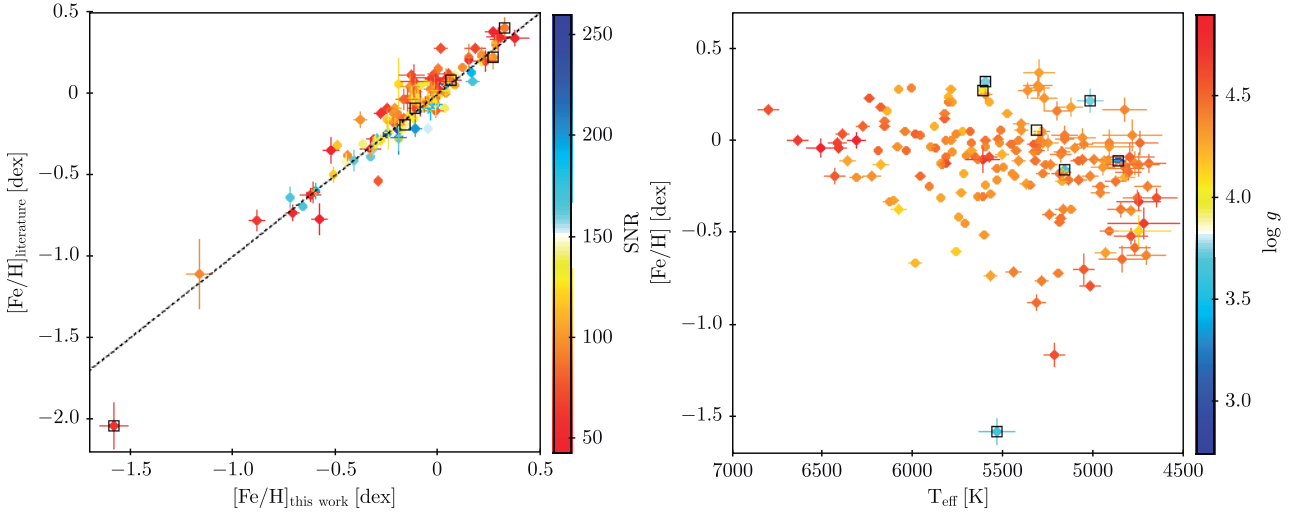 0.5
0
−0.5
−1.0
−1.5
−2.0
[Fe/H]literature [dex]
−1.5 −1.0 −0.5 0 0.5
[Fe/H]this work [dex]
250
200
150
100
50
SNR
0.5
0
−0.5
−1.0
−1.5
[Fe/H] [dex]
7000 6500 6000 5500 5000 4500
Teff [K]
4.5
4.0
3.5
3.0
log g